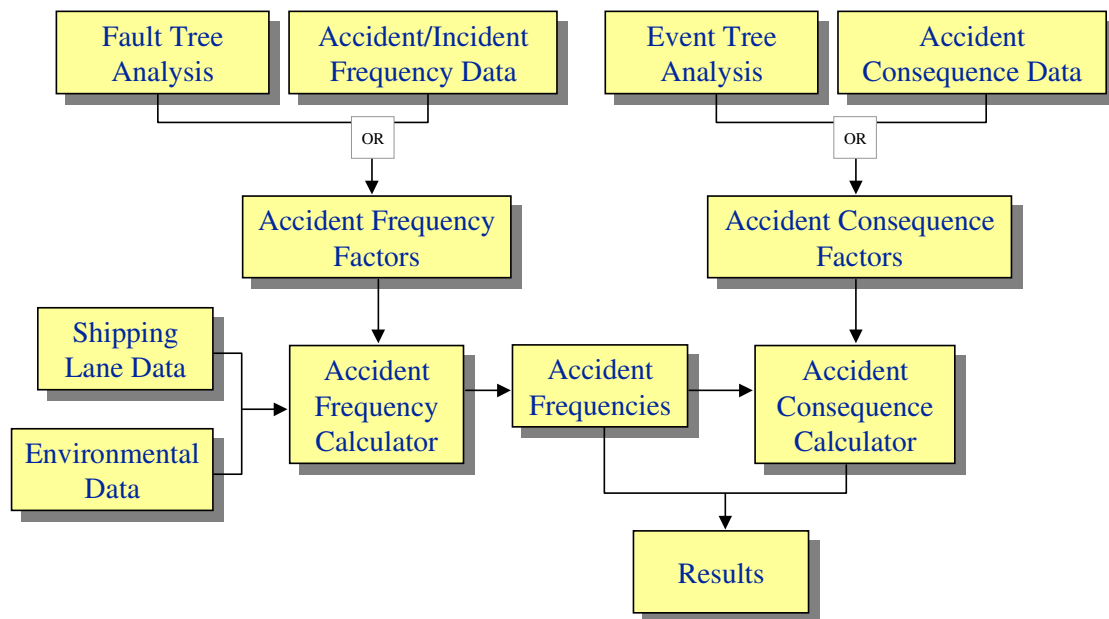 Fault Tree
Analysis
Accident/Incident
Frequency Data
Event Tree
Analysis
Accident
Consequence Data
OR
OR
Accident Frequency
Factors
Accident Consequence
Factors
Shipping
Lane Data
Environmental
Data
Accident
Frequency
Calculator
Accident
Frequencies
Accident
Consequence
Calculator
Results